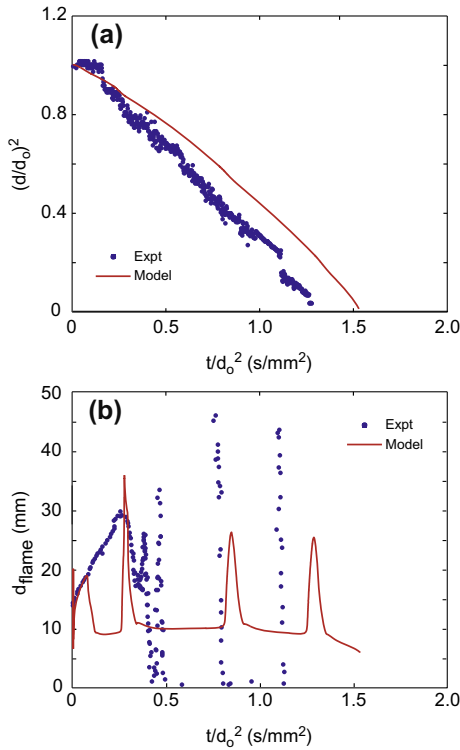 1.2
(a)
0.8
(d/dₒ)²
0.4
Expt
Model
0
0 0.5 1.0 1.5 2.0
t/dₒ² (s/mm²)
50
(b)
Expt
40
Model
30
d_flame (mm)
20
10
0
0 0.5 1.0 1.5 2.0
t/dₒ² (s/mm²)